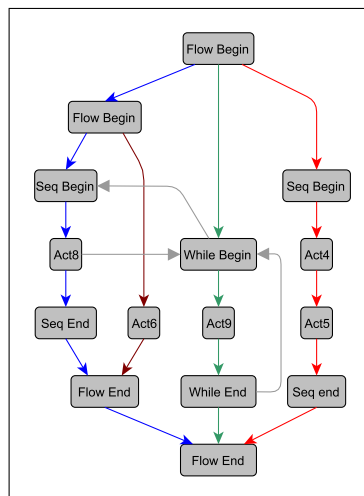 Flow Begin
Flow Begin
Seq Begin
Seq Begin
Act8
While Begin
Act4
Seq End
Act6
Act9
Act5
Flow End
While End
Seq end
Flow End